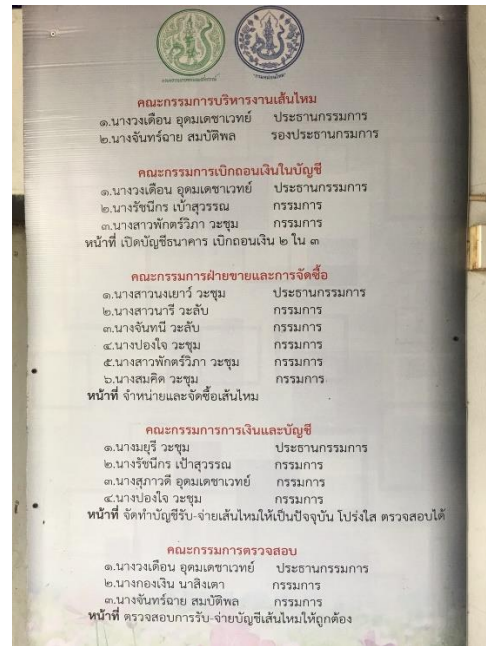 คณะกรรมการบริหารงานเส้นไหม
๑.นางวงเดือน อุดมเดชาเวทย์ ประธานกรรมการ
๒.นางจันทร์ฉาย สมบัติพล รองประธานกรมการ
คณะกรรมการเบิกถอนเงินในบัญชี
๑.นางวงเดือน อุดมเดชาเวทย์ ประธานกรรมการ
๒.นางรัชนีกร เบ้าสุวรรณ กรรมการ
๓.นางสาวพักตร์วิภา วะชุม กรรมการ
หน้าที่ เปิดบัญชีธนาคาร เบิกถอนเงิน ๒ ใน ๓
คณะกรรมการฝ่ายขายและการจัดซื้อ
๑.นางสาวนงเยาว์ วะชุม ประธานกรรมการ
๒.นางสาวนารี วะลับ กรรมการ
๓.นางจันทนี วะลับ กรรมการ
๔.นางปองใจ วะชุม กรรมการ
๕.นางสาวพักตร์วิภา วะชุม กรรมการ
๖.นางสมคิด วะชุม กรรมการ
หน้าที่ จำหน่ายและจัดซื้อเส้นไหม
คณะกรรมการการเงินและบัญชี
๑.นางมยุรี วะชุม ประธานกรรมการ
๒.นางรัชนีกร เป้าสุวรรณ กรรมการ
๓.นางสุภาวดี อุดมเดชาเวทย์ กรรมการ
๔.นางปองใจ วะชุม กรรมการ
หน้าที่ จัดทำบัญชีรับ-จ่ายเส้นไหมให้เป็นปัจจุบัน โปร่งใส ตรวจสอบได้
คณะกรรมการตรวจสอบ
๑.นางวงเดือน อุดมเดชาเวทย์ ประธานกรรมการ
๒.นางกองเงิน นาสิงเตา กรรมการ
๓.นางจันทร์ฉาย สมบัติพล กรรมการ
หน้าที่ ตรวจสอบการรับ-จ่ายบัญชีเส้นไหมให้ถูกต้อง